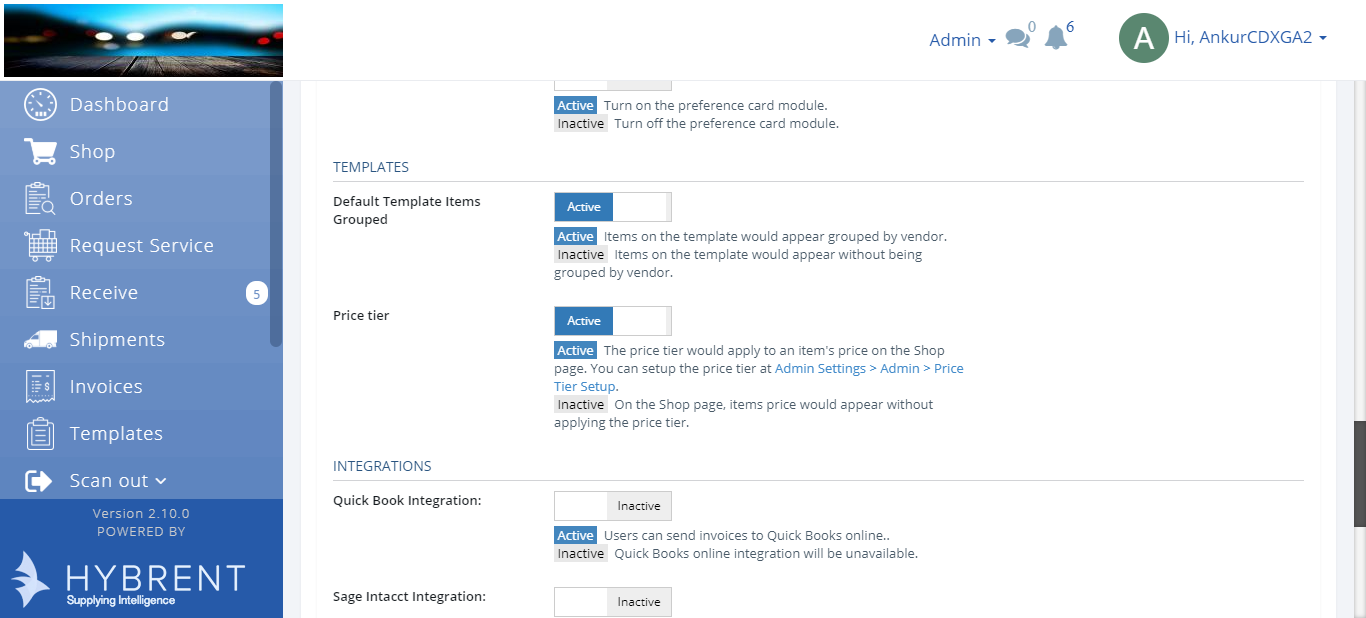 Admin
0
6
A
Hi, AnkurCDXGA2
Dashboard
Shop
Orders
Request Service
Receive
5
Shipments
Invoices
Templates
Scan out
Version 2.10.0
POWERED BY
HYBRENT
Supplying Intelligence
Active Turn on the preference card module.
Inactive Turn off the preference card module.
TEMPLATES
Default Template Items
Grouped
Active
Active Items on the template would appear grouped by vendor.
Inactive Items on the template would appear without being
grouped by vendor.
Price tier
Active
Active The price tier would apply to an item's price on the Shop
page. You can setup the price tier at Admin Settings > Admin > Price
Tier Setup.
Inactive On the Shop page, items price would appear without
applying the price tier.
INTEGRATIONS
Quick Book Integration:
Inactive
Active Users can send invoices to Quick Books online..
Inactive Quick Books online integration will be unavailable.
Sage Intacct Integration:
Inactive